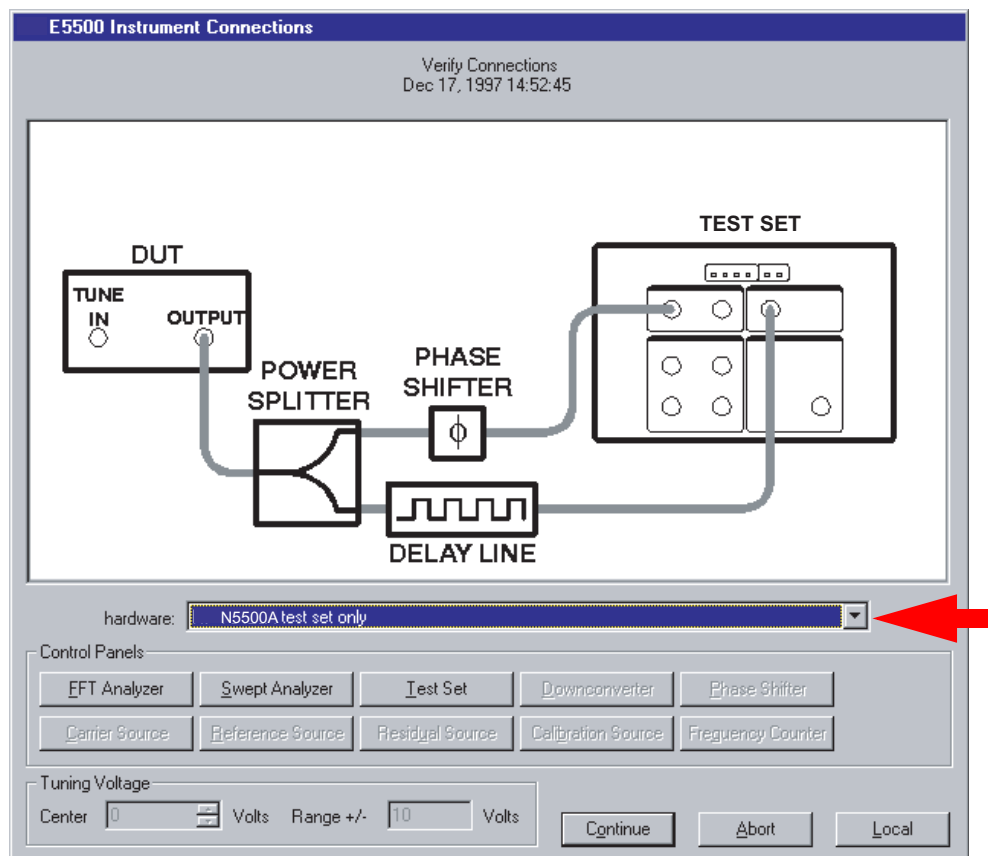 E5500 Instrument Connections
Verify Connections
Dec 17, 1997 14:52:45
TEST SET
DUT
TUNE
IN
OUTPUT
POWER
SPLITTER
PHASE
SHIFTER
ϕ
DELAY LINE
hardware: N5500A test set only
Control Panels
FFT Analyzer Swept Analyzer Test Set Downconverter Phase Shifter
Carrier Source Reference Source Residual Source Calibration Source Frequency Counter
Tuning Voltage
Center 0 Volts Range +/- 10 Volts
Continue Abort Local